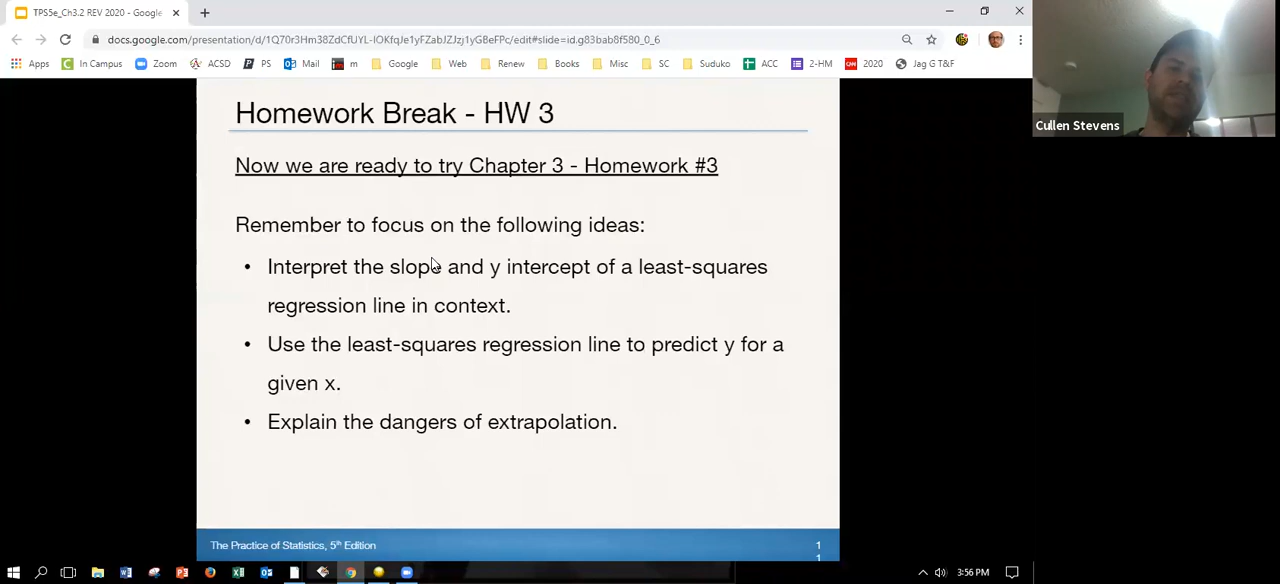 TPS5e_Ch3.2 REV 2020 - Google
docs.google.com/presentation/d/1Q70r3Hm38ZdCfUYL-IOKfqJe1yFZabJZJzj1yGBeFPc/edit#slide=id.g83bab8f580_0_6
Apps In Campus Zoom ACSD PS Mail m Google Web Renew Books Misc SC Suduko ACC 2-HM 2020 Jag G T&F
Cullen Stevens
Homework Break - HW 3
Now we are ready to try Chapter 3 - Homework #3
Remember to focus on the following ideas:
• Interpret the slope and y intercept of a least-squares
regression line in context.
• Use the least-squares regression line to predict y for a
given x.
• Explain the dangers of extrapolation.
The Practice of Statistics, 5th Edition
1
1
3:56 PM